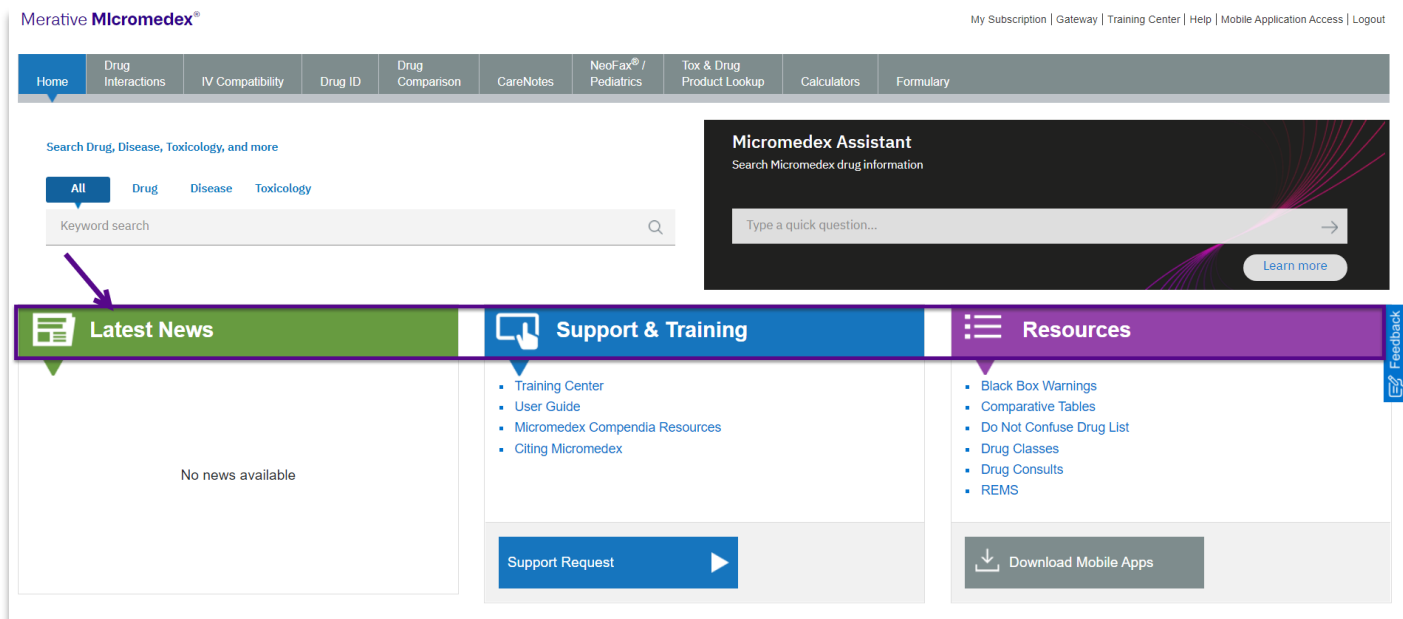 Merative MIcromedex®
My Subscription | Gateway | Training Center | Help | Mobile Application Access | Logout
Home
Drug
Interactions
IV Compatibility
Drug ID
Drug
Comparison
CareNotes
NeoFax® /
Pediatrics
Tox & Drug
Product Lookup
Calculators
Formulary
Search Drug, Disease, Toxicology, and more
All
Drug
Disease
Toxicology
Keyword search
Micromedex Assistant
Search Micromedex drug information
Type a quick question...
Learn more
Latest News
No news available
Support & Training
Training Center
User Guide
Micromedex Compendia Resources
Citing Micromedex
Support Request
Resources
Black Box Warnings
Comparative Tables
Do Not Confuse Drug List
Drug Classes
Drug Consults
REMS
Download Mobile Apps
Feedback